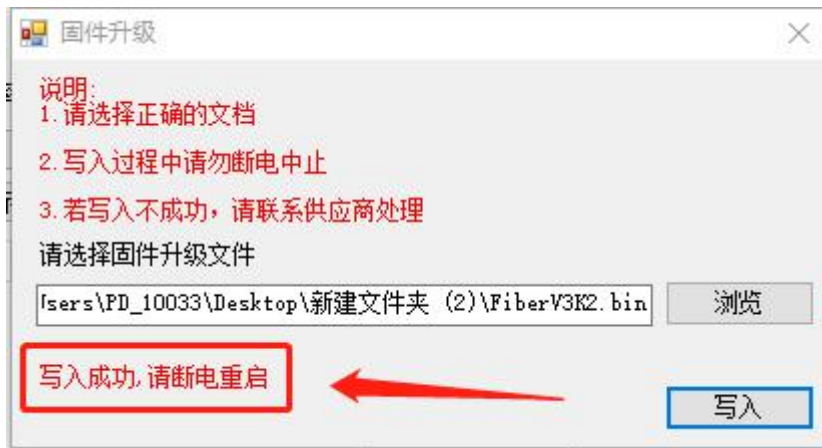 固件升级
说明:
1.请选择正确的文档
2.写入过程中请勿断电中止
3.若写入不成功，请联系供应商处理
请选择固件升级文件
sers\PD_10033\Desktop\新建文件夹 (2)\FiberV3K2.bin
浏览
写入成功,请断电重启
写入